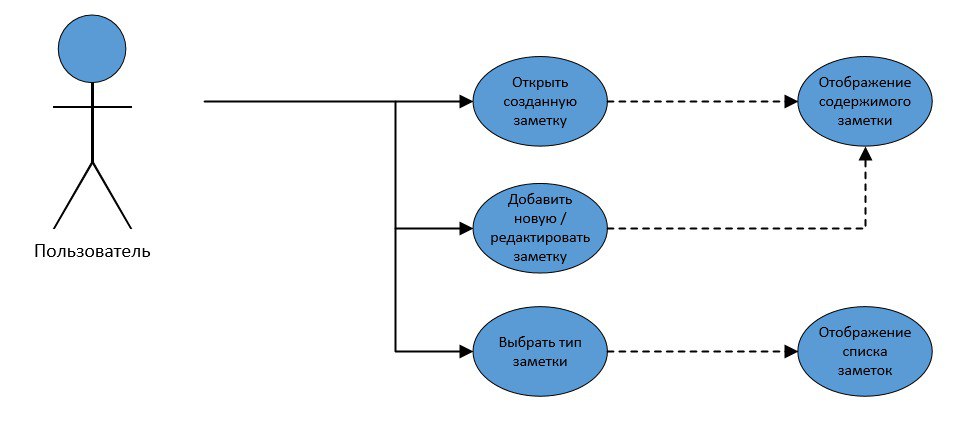 Пользователь
Открыть
созданную
заметку
Отображение
содержимого
заметки
Добавить
новую /
редактировать
заметку
Выбрать тип
заметки
Отображение
списка
заметок